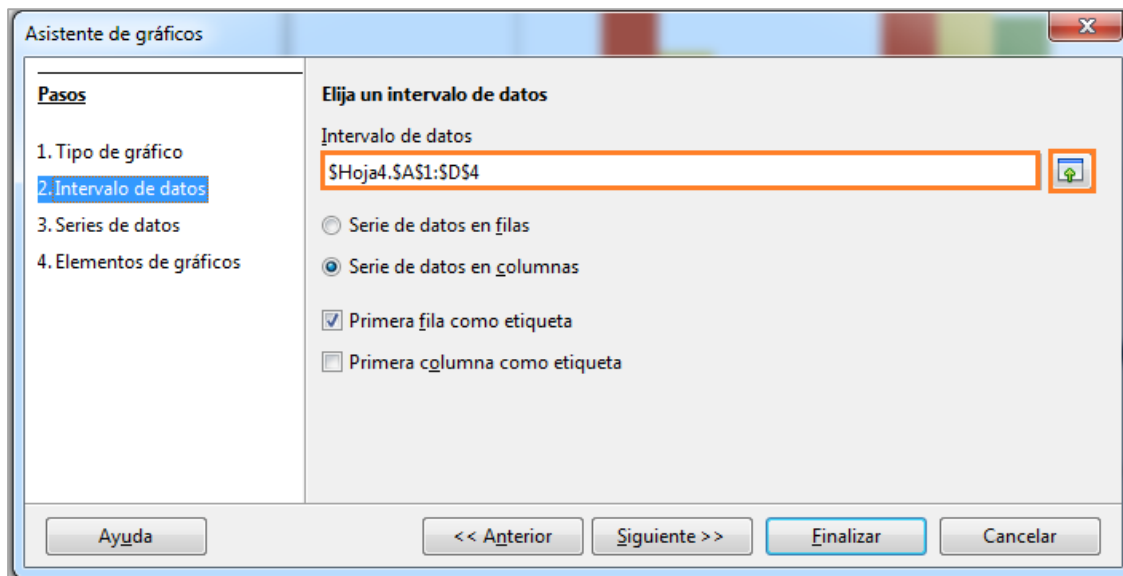 Asistente de gráficos
Pasos
1. Tipo de gráfico
2. Intervalo de datos
3. Series de datos
4. Elementos de gráficos
Elija un intervalo de datos
Intervalo de datos
$Hoja4.$A$1:$D$4
Serie de datos en filas
Serie de datos en columnas
Primera fila como etiqueta
Primera columna como etiqueta
Ayuda
<< Anterior
Siguiente >>
Finalizar
Cancelar